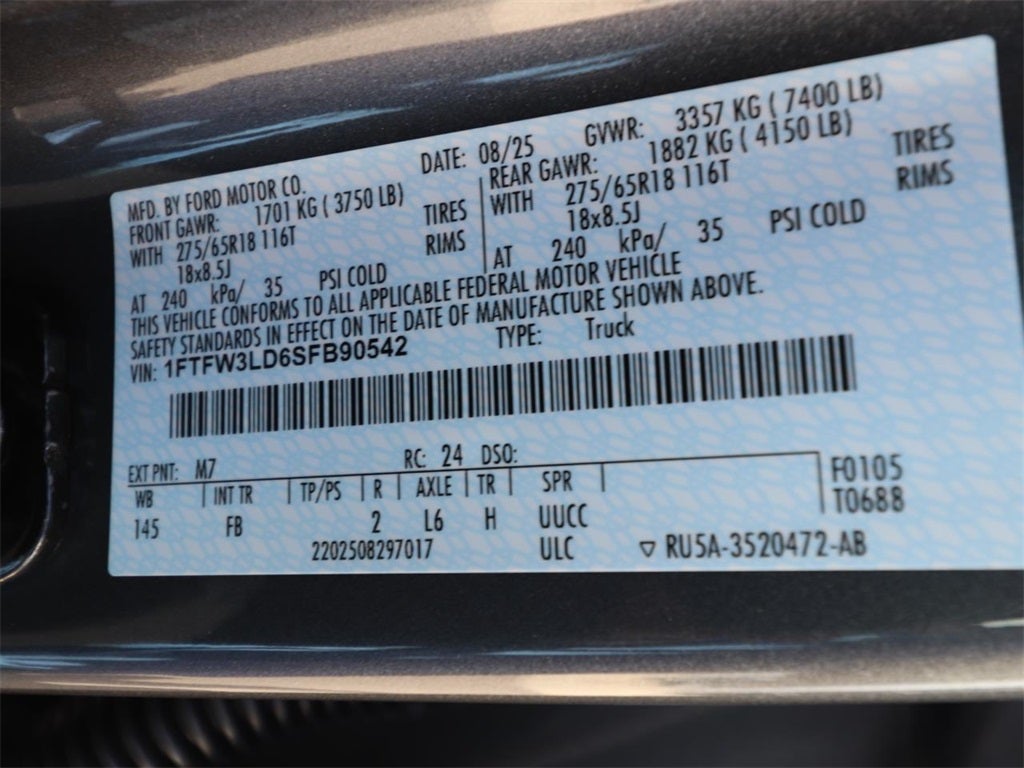 MFD. BY FORD MOTOR CO. DATE: 08/25 GVWR: 3357 KG ( 7400 LB)
FRONT GAWR: 1701 KG ( 3750 LB) REAR GAWR: 1882 KG ( 4150 LB)
WITH 275/65R18 116T TIRES WITH 275/65R18 116T TIRES
18x8.5J RIMS 18x8.5J RIMS
AT 240 kPa/ 35 PSI COLD AT 240 kPa/ 35 PSI COLD
THIS VEHICLE CONFORMS TO ALL APPLICABLE FEDERAL MOTOR VEHICLE
SAFETY STANDARDS IN EFFECT ON THE DATE OF MANUFACTURE SHOWN ABOVE.
VIN: 1FTFW3LD6SFB90542 TYPE: Truck
EXT PNT: M7 RC: 24 DSO:
WB INT TR TP/PS R AXLE TR SPR F0105
145 FB 2 L6 H UUCC T0688
2202508297017 ULC ▽ RU5A-3520472-AB